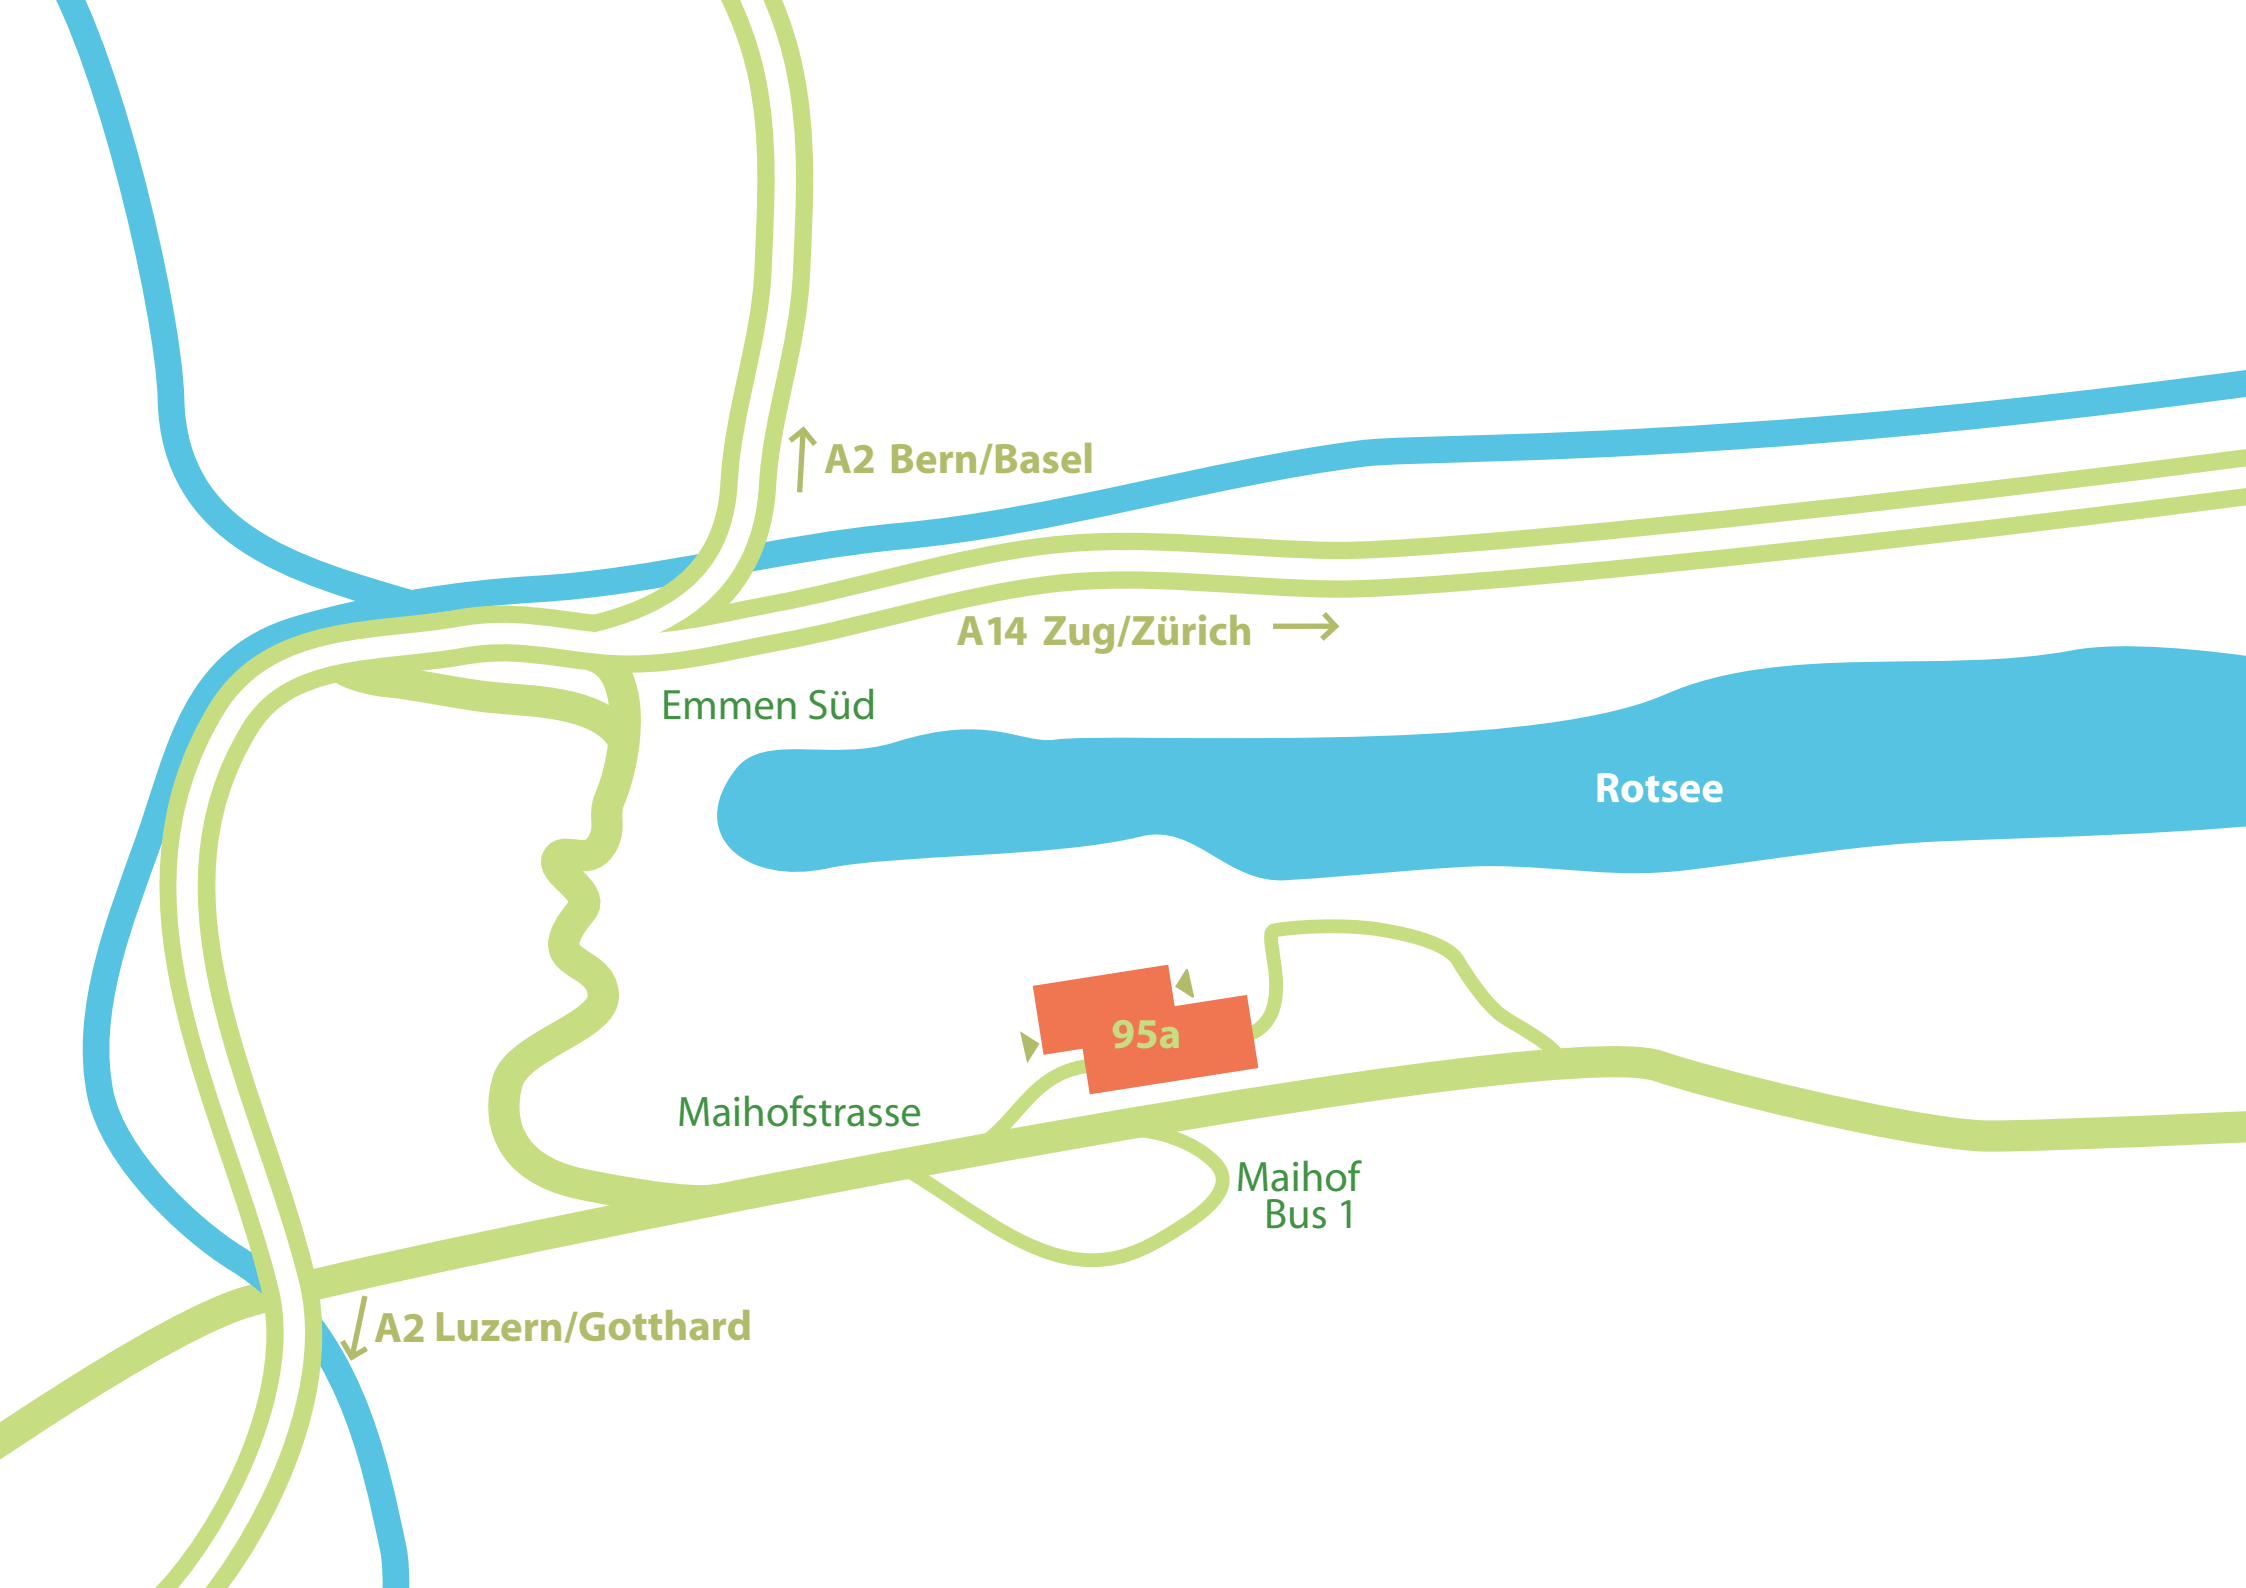 A2 Bern/Basel
A14 Zug/Zürich
Emmen Süd
Rotsee
95a
Maihofstrasse
Maihof
Bus 1
A2 Luzern/Gotthard